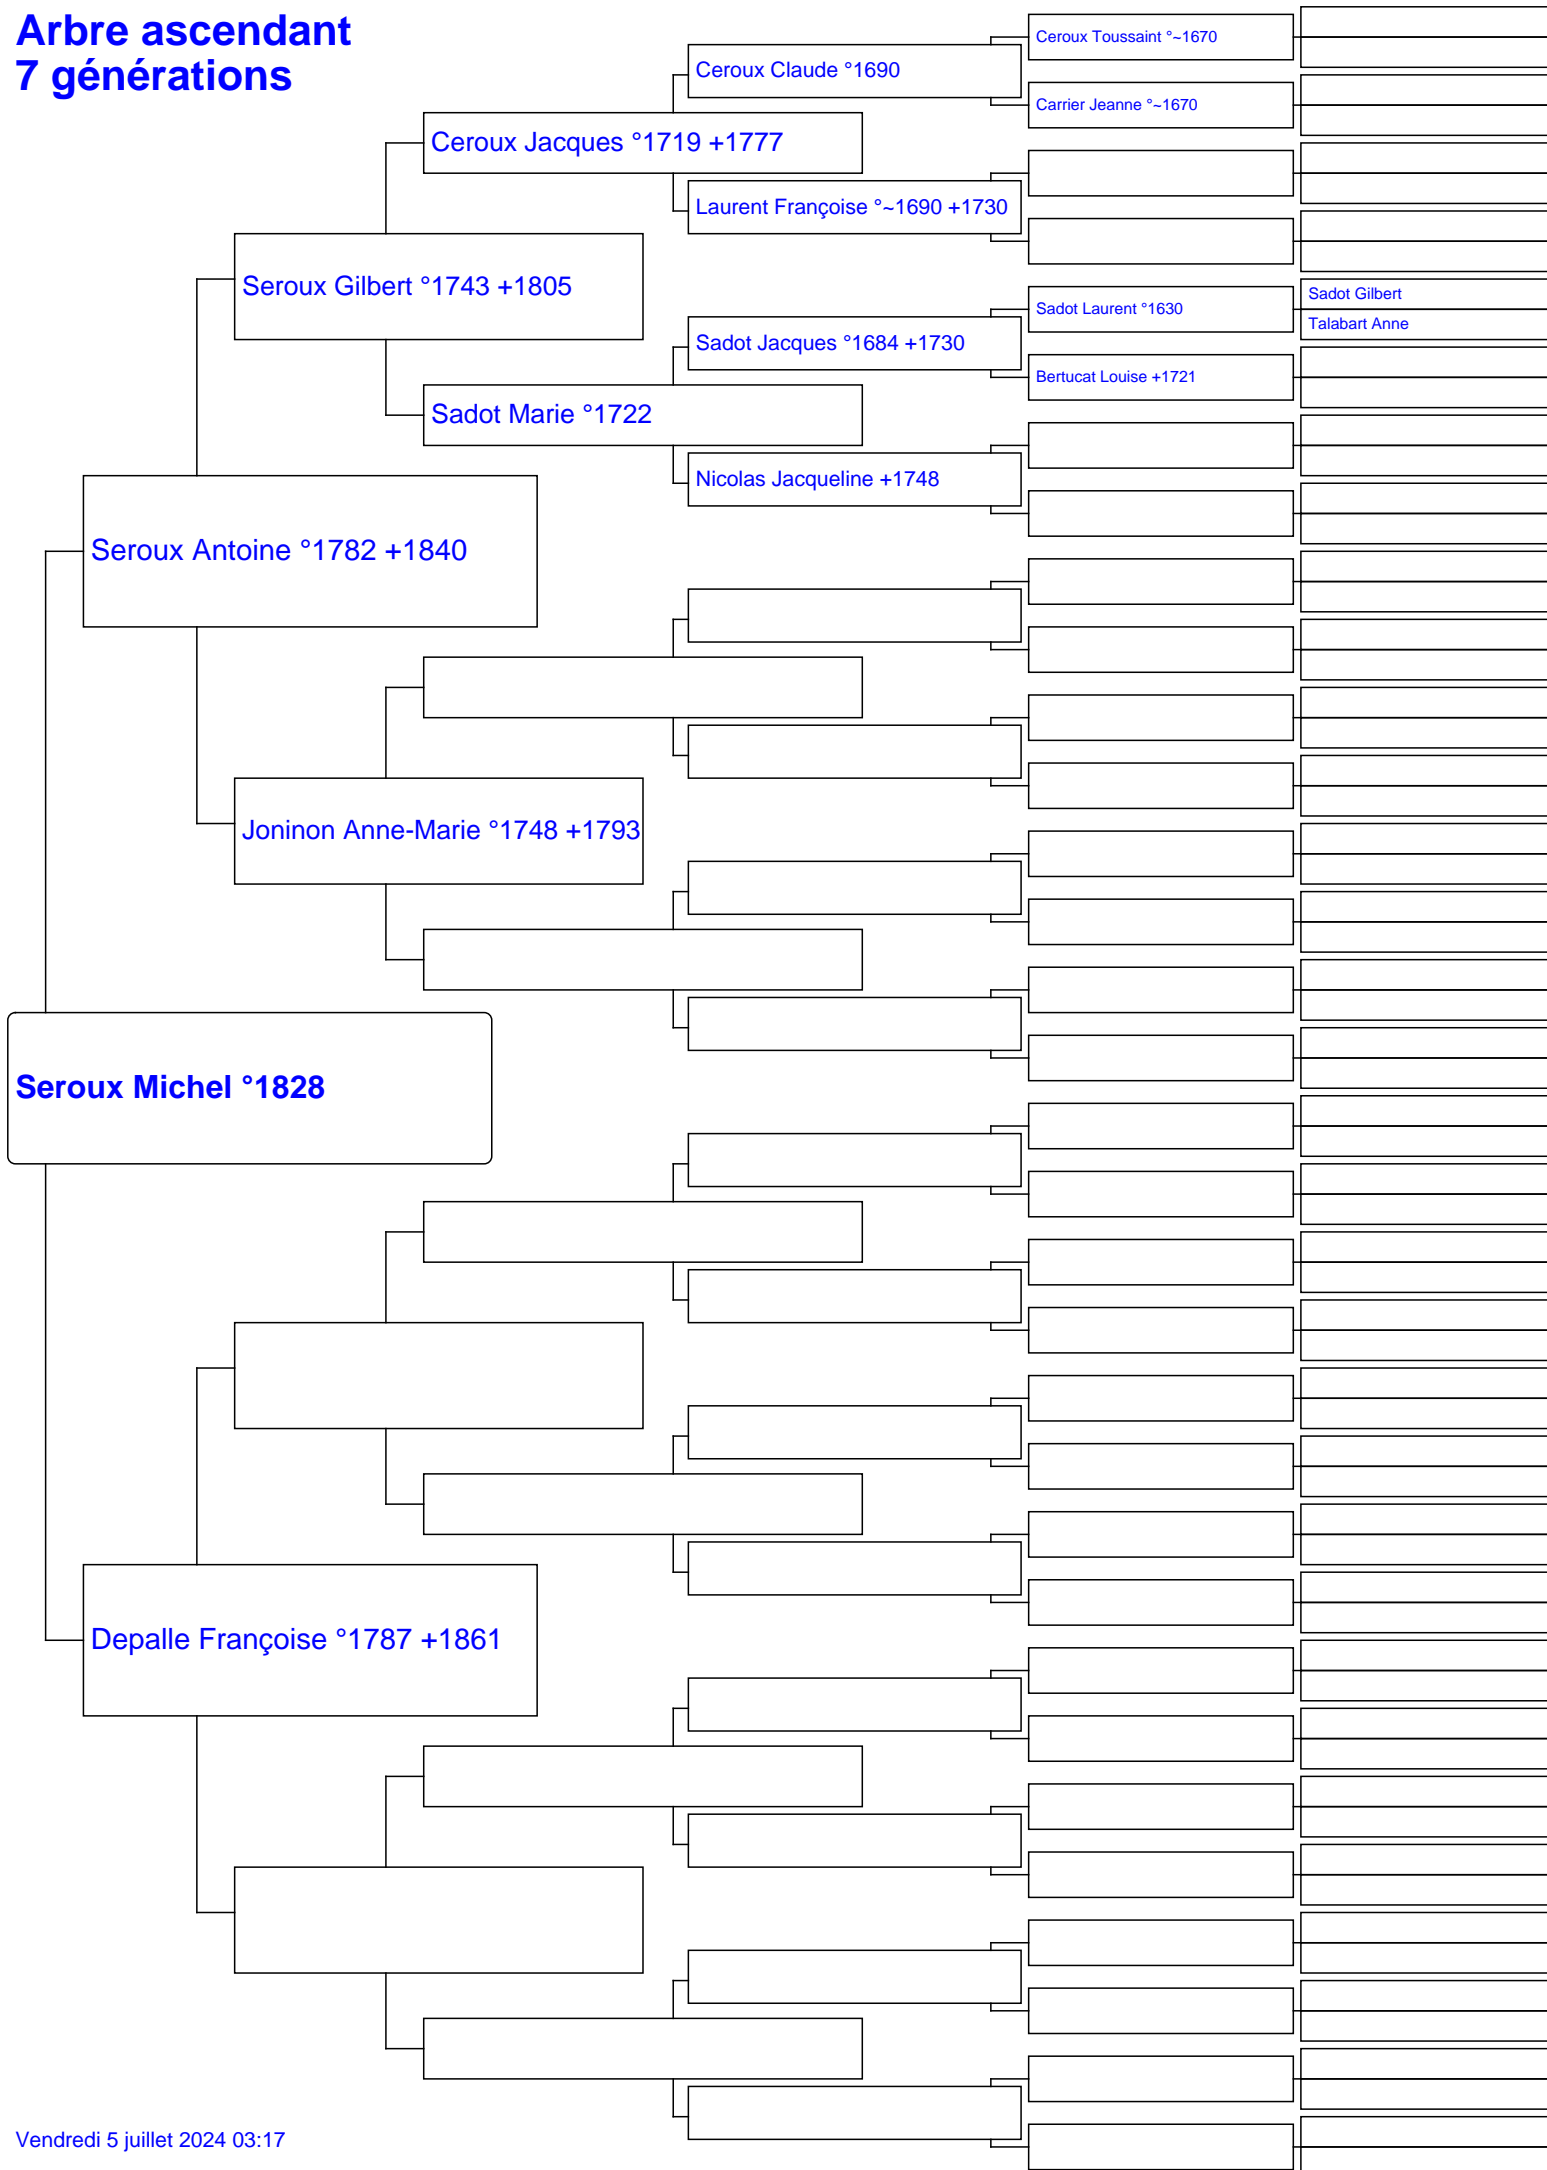 Arbre ascendant
7 générations
Ceroux Toussaint °~1670
Ceroux Claude °1690
Carrier Jeanne °~1670
Ceroux Jacques °1719 +1777
Laurent Françoise °~1690 +1730
Seroux Gilbert °1743 +1805
Sadot Gilbert
Sadot Laurent °1630
Talabart Anne
Sadot Jacques °1684 +1730
Bertucat Louise +1721
Sadot Marie °1722
Nicolas Jacqueline +1748
Seroux Antoine °1782 +1840
Joninon Anne-Marie °1748 +1793
Seroux Michel °1828
Depalle Françoise °1787 +1861
Vendredi 5 juillet 2024 03:17